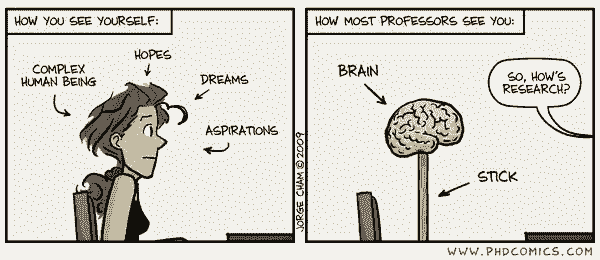 HOW YOU SEE YOURSELF:
HOPES
COMPLEX
HUMAN BEING
DREAMS
ASPIRATIONS
JORGE CHAM © 2009
HOW MOST PROFESSORS SEE YOU:
BRAIN
SO, HOW'S
RESEARCH?
STICK
WWW.PHDCOMICS.COM